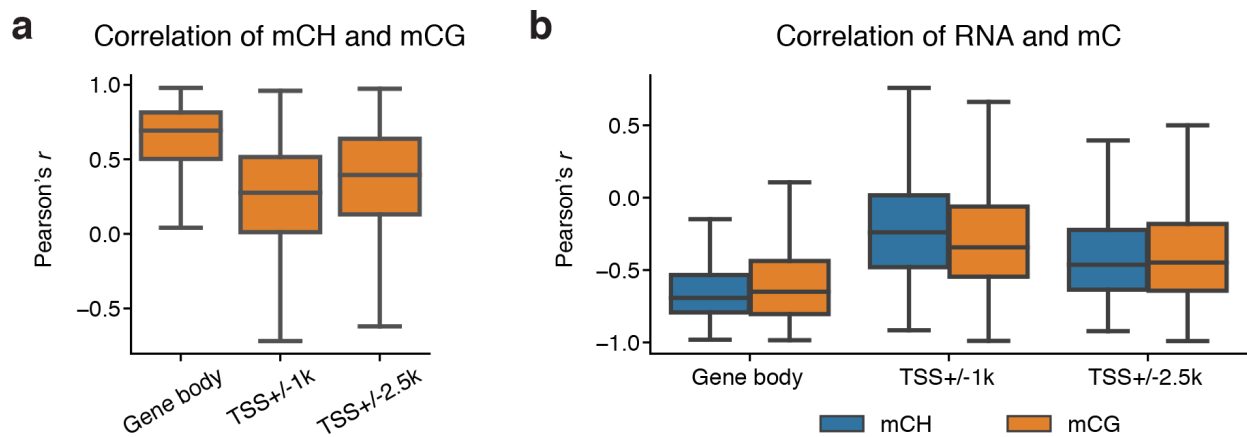 a
Correlation of mCH and mCG
Pearson's r
1.0
0.5
0.0
−0.5
Gene body
TSS+/-1k
TSS+/-2.5k
b
Correlation of RNA and mC
Pearson's r
0.5
0.0
−0.5
−1.0
Gene body
TSS+/-1k
TSS+/-2.5k
mCH
mCG